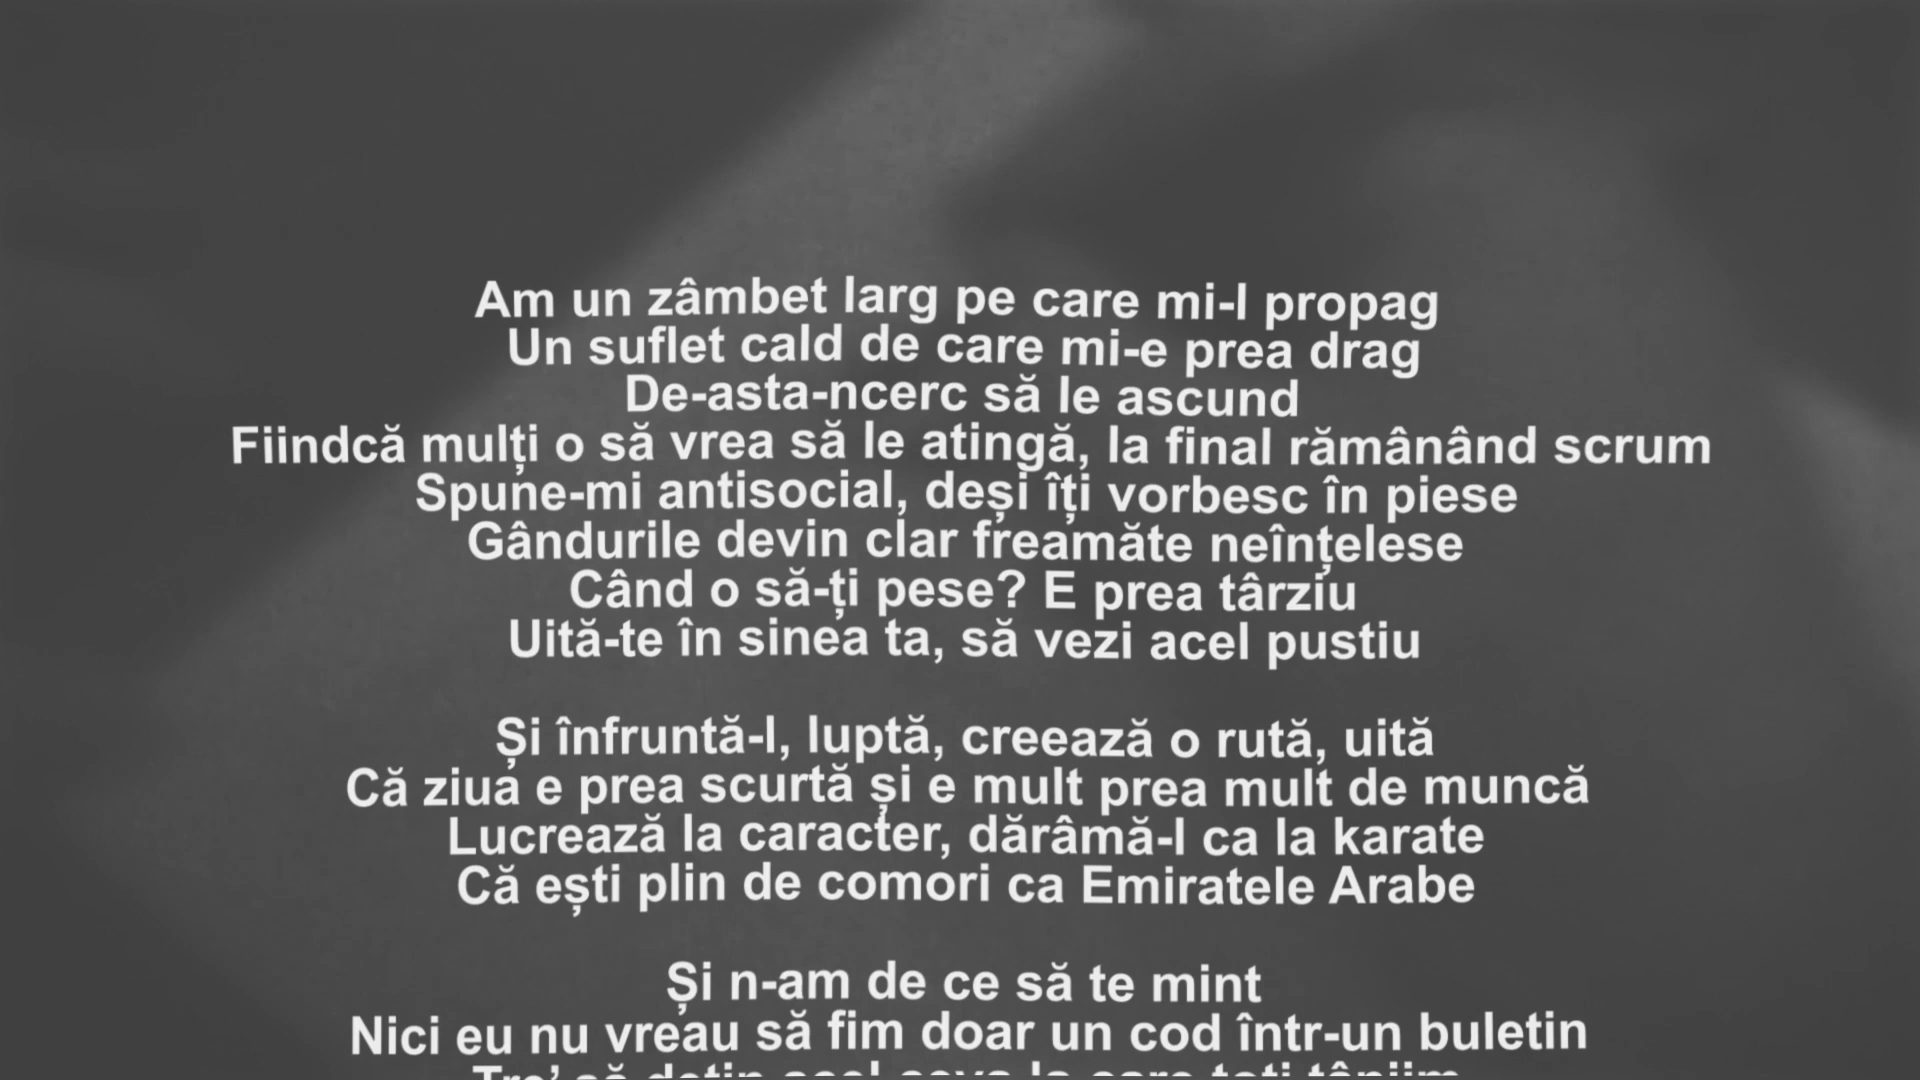 Am un zâmbet larg pe care mi-l propag
Un suflet cald de care mi-e prea drag
De-asta-ncerc să le ascund
Fiindcă mulți o să vrea să le atingă, la final rămânând scrum
Spune-mi antisocial, deși îți vorbesc în piese
Gândurile devin clar freamăte neînțelese
Când o să-ți pese? E prea târziu
Uită-te în sinea ta, să vezi acel pustiu
Și înfruntă-l, luptă, creează o rută, uită
Că ziua e prea scurtă și e mult prea mult de muncă
Lucrează la caracter, dărâmă-l ca la karate
Că ești plin de comori ca Emiratele Arabe
Și n-am de ce să te mint
Nici eu nu vreau să fim doar un cod într-un buletin